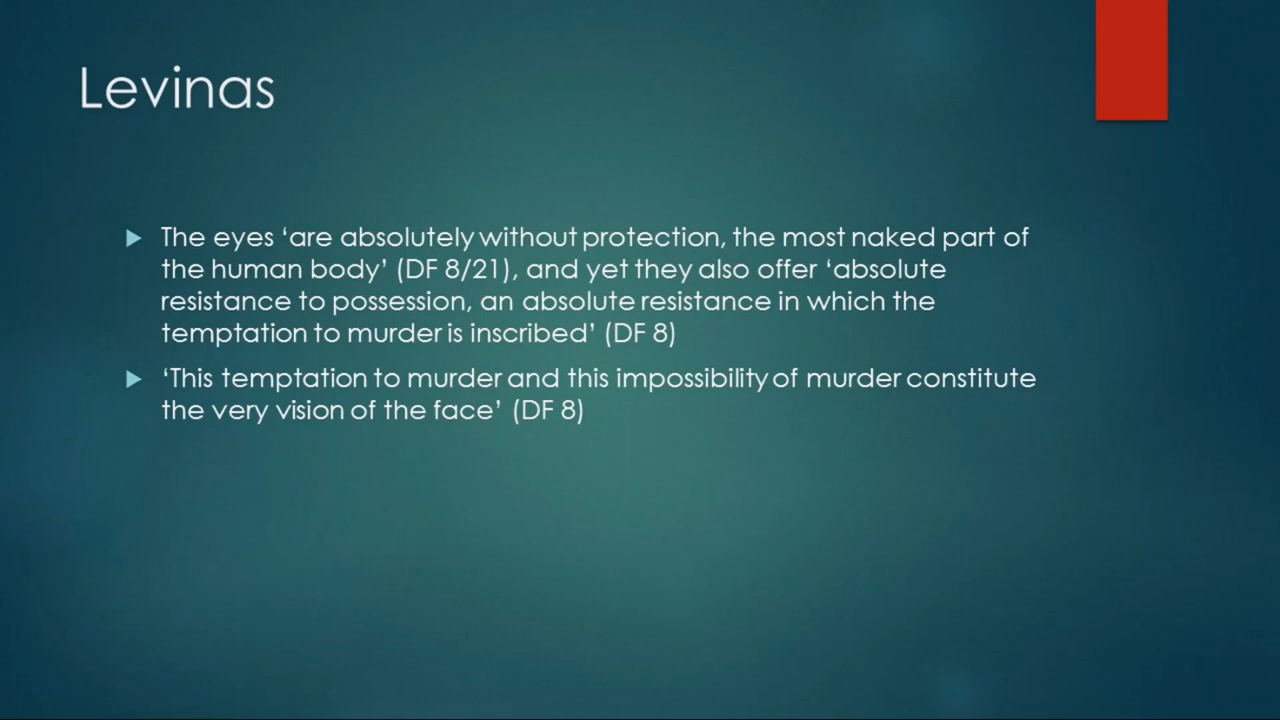 Levinas
The eyes ‘are absolutely without protection, the most naked part of
the human body’ (DF 8/21), and yet they also offer ‘absolute
resistance to possession, an absolute resistance in which the
temptation to murder is inscribed’ (DF 8)
‘This temptation to murder and this impossibility of murder constitute
the very vision of the face’ (DF 8)